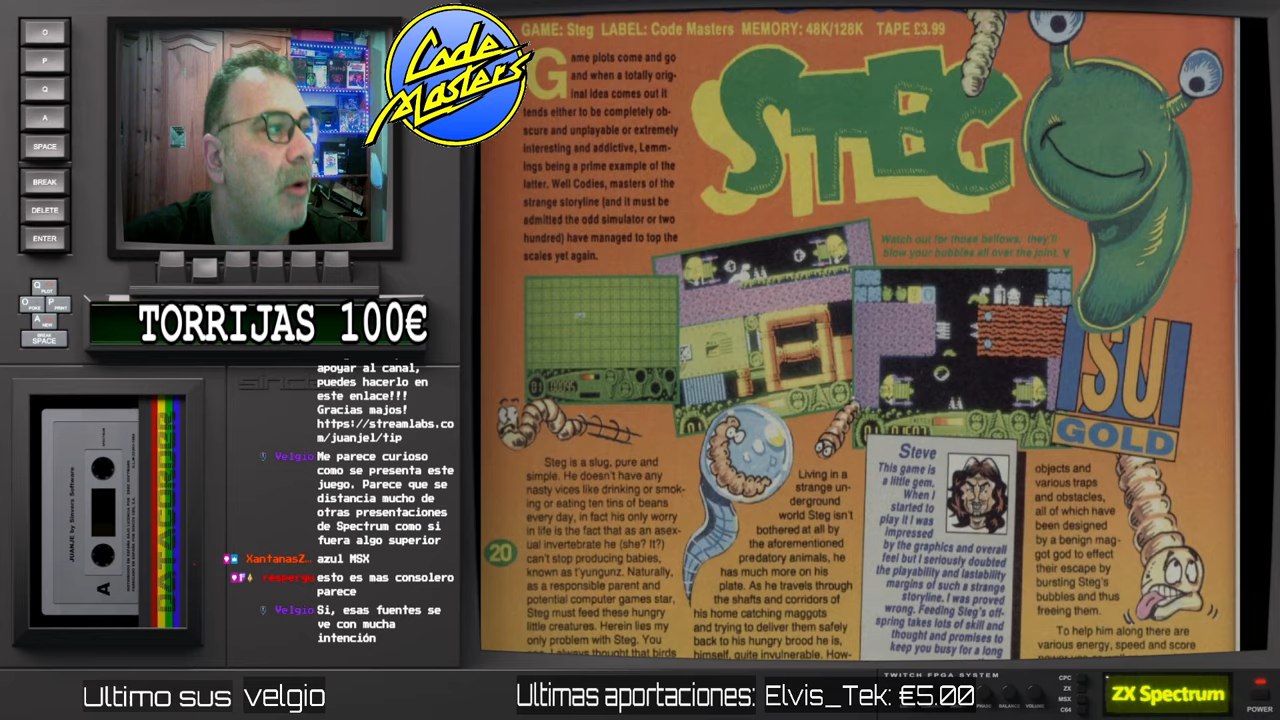 O
P
Q
A
SPACE
BREAK
DELETE
ENTER
Code
Masters
TORRIJAS 100€
apoyar al canal,
puedes hacerlo en
este enlace!!!
Gracias majos!
https://streamlabs.co
m/juanjel/tip
Velgio Me parece curioso
como se presenta este
juego. Parece que se
distancia mucho de
otras presentaciones
de Spectrum como si
fuera algo superior
XantanasZ... azul MSX
respergu esto es mas consolero
parece
Velgio Si, esas fuentes se
ve con mucha
intención
A
GAME: Steg LABEL: Code Masters MEMORY: 48K/128K TAPE £3.99
STEG
Game plots come and go
and when a totally orig-
inal idea comes out it
tends either to be completely ob-
scure and unplayable or extremely
interesting and addictive, Lemm-
ings being a prime example of the
latter. Well Codies, masters of the
strange storyline (and it must be
admitted the odd simulator or two
hundred) have managed to top the
scales yet again.
Watch out for those bellows, they'll
blow your bubbles all over the joint.
SU
GOLD
20
Steg is a slug, pure and
simple. He doesn't have any
nasty vices like drinking or smok-
ing or eating ten tins of beans
every day, in fact his only worry
in life is the fact that as an asex-
ual invertebrate he (she? It?)
can't stop producing babies,
known as t'yungunz. Naturally,
as a responsible parent and
potential computer games star,
Steg must feed these hungry
little creatures. Herein lies my
only problem with Steg. You
see, I always thought that birds
Living in a
strange un-
derground
world Steg isn't
bothered at all by
the aforementioned
predatory animals, he
has much more on his
plate. As he travels through
the shafts and corridors of
his home catching maggots
and trying to deliver them safely
back to his hungry brood he is,
himself, quite invulnerable. How-
Steve
This game is
a little gem.
When I
started to
play it I was
impressed
by the graphics and overall
feel but I seriously doubted
the playability and lastability
margins of such a strange
storyline. I was proved
wrong. Feeding Steg's off-
spring takes lots of skill and
thought and promises to
keep you busy for a long
objects and
various traps
and obstacles,
all of which have
been designed
by a benign mag-
got god to effect
their escape by
bursting Steg's
bubbles and thus
freeing them.
To help him along there are
various energy, speed and score
Ultimo sus velgio
Ultimas aportaciones: Elvis_Tek: €5.00
TWITCH FPGA SYSTEM
PHASE BALANCE VOLUME
CPC
ZX
MSX
C64
ZX Spectrum
POWER